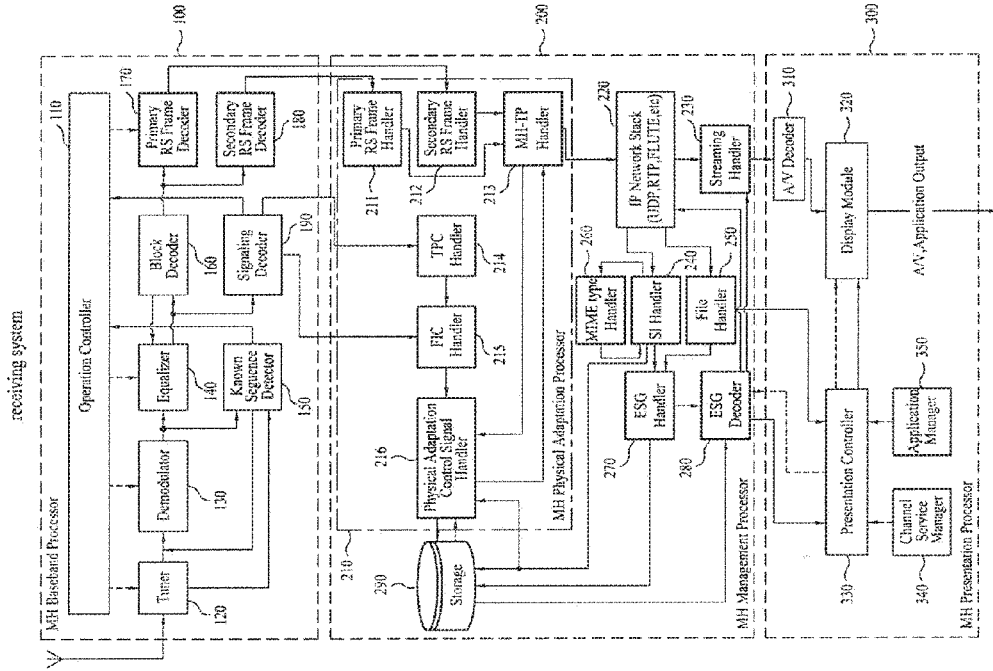 receiving system
100
MH Baseband Processor
110
Operation Controller
Tuner
120
Demodulator
130
Equalizer
140
Known
Sequence
Detector
150
Block
Decoder
160
Signaling
Decoder
190
170
Primary
RS Frame
Decoder
Secondary
RS Frame
Decoder
180
200
210
MH Physical Adaptation Processor
Primary
RS Frame
Handler
211
Secondary
RS Frame
Handler
212
MH-TP
Handler
213
TPC
Handler
214
FIC
Handler
215
216
Physical Adaptation
Control Signal
Handler
290
Storage
220
IP Network Stack
(UDP,RTP,FLUTE,etc)
230
Streaming
Handler
260
MIME type
Handler
SI Handler
240
File
Handler
250
ESG
Handler
270
ESG
Decoder
280
MH Management Processor
300
310
A/V Decoder
320
Display Module
A/V,Application Output
Presentation Controller
330
Channel
Service
Manager
340
350
Application
Manager
MH Presentation Processor